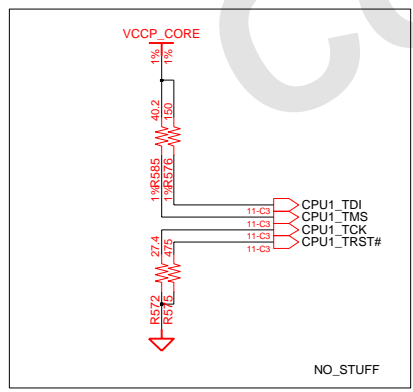 VCCP_CORE
1%
1%
40.2
150
R585
R576
1%
1%
CPU1_TDI
11-C3
CPU1_TMS
11-C3
CPU1_TCK
11-C3
CPU1_TRST#
11-C3
27.4
475
R572
R575
NO_STUFF